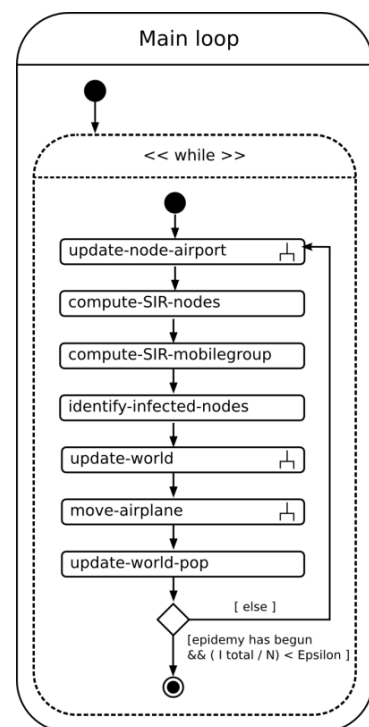 Main loop
<< while >>
update-node-airport
compute-SIR-nodes
compute-SIR-mobilegroup
identify-infected-nodes
update-world
move-airplane
update-world-pop
[ else ]
[epidemy has begun
&& ( I total / N) < Epsilon ]